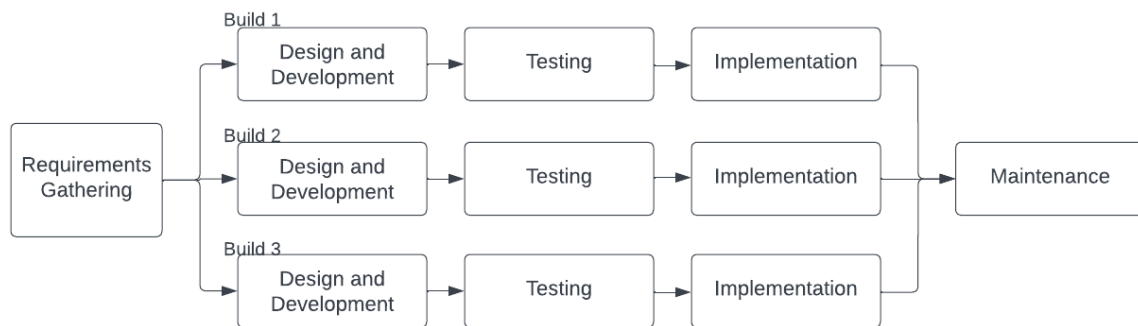 Build 1
Design and
Development
Testing
Implementation
Requirements
Gathering
Build 2
Design and
Development
Testing
Implementation
Maintenance
Build 3
Design and
Development
Testing
Implementation